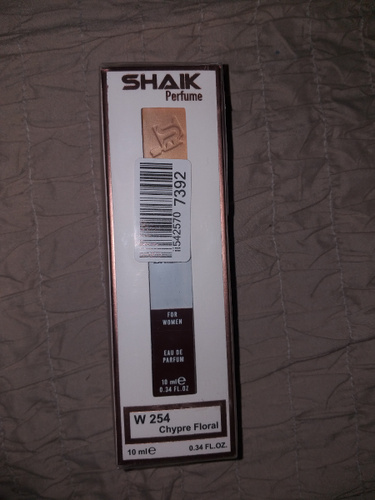 SHAIK
Perfume
11542570 7392
FOR
WOMEN
EAU DE
PARFUM
10 ml ℮
0.34 FL.OZ
W 254
Chypre Floral
10 ml ℮ 0.34 FL.OZ.